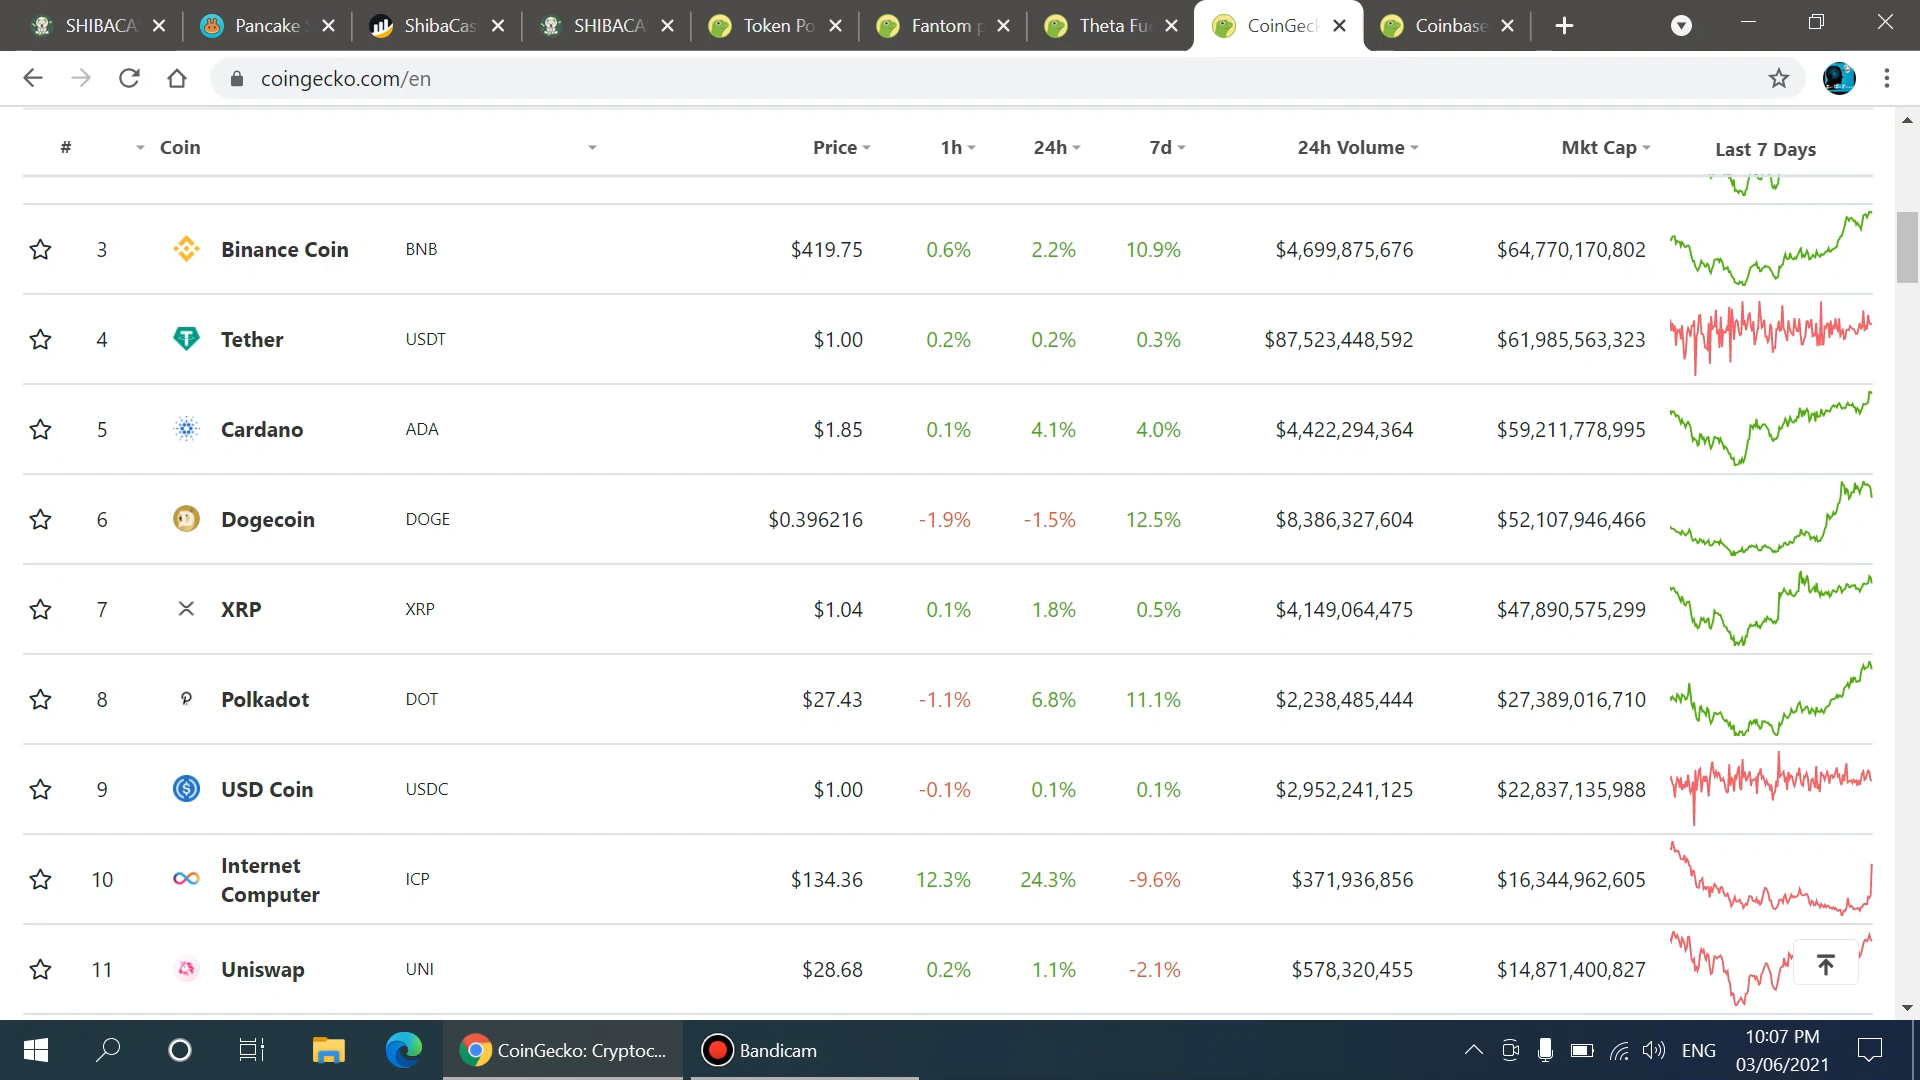 SHIBACA
Pancake
ShibaCas
SHIBACA
Token Po
Fantom p
Theta Fu
CoinGec
Coinbase
coingecko.com/en
# Coin Price 1h 24h 7d 24h Volume Mkt Cap Last 7 Days
3 Binance Coin BNB $419.75 0.6% 2.2% 10.9% $4,699,875,676 $64,770,170,802
4 Tether USDT $1.00 0.2% 0.2% 0.3% $87,523,448,592 $61,985,563,323
5 Cardano ADA $1.85 0.1% 4.1% 4.0% $4,422,294,364 $59,211,778,995
6 Dogecoin DOGE $0.396216 -1.9% -1.5% 12.5% $8,386,327,604 $52,107,946,466
7 XRP XRP $1.04 0.1% 1.8% 0.5% $4,149,064,475 $47,890,575,299
8 Polkadot DOT $27.43 -1.1% 6.8% 11.1% $2,238,485,444 $27,389,016,710
9 USD Coin USDC $1.00 -0.1% 0.1% 0.1% $2,952,241,125 $22,837,135,988
10 Internet Computer ICP $134.36 12.3% 24.3% -9.6% $371,936,856 $16,344,962,605
11 Uniswap UNI $28.68 0.2% 1.1% -2.1% $578,320,455 $14,871,400,827
CoinGecko: Cryptoc...
Bandicam
ENG
10:07 PM
03/06/2021